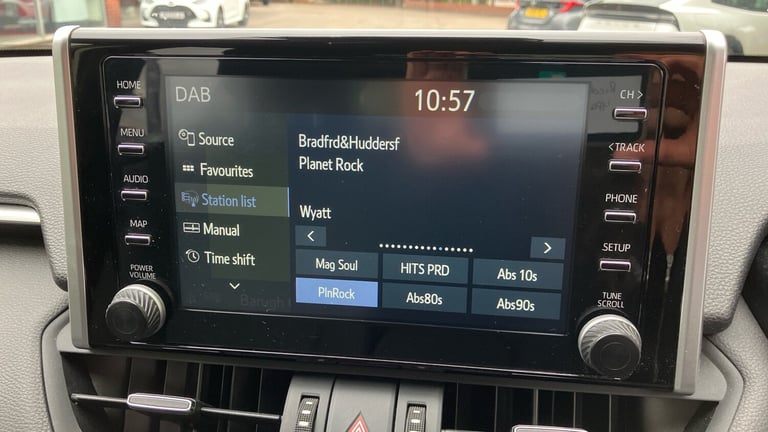 DAB
10:57
HOME
MENU
AUDIO
MAP
POWER
VOLUME
Source
Favourites
Station list
Manual
Time shift
Bradfrd&Huddersf
Planet Rock
Wyatt
<
>
Mag Soul
HITS PRD
Abs 10s
PlnRock
Abs80s
Abs90s
CH >
< TRACK
PHONE
SETUP
TUNE
SCROLL